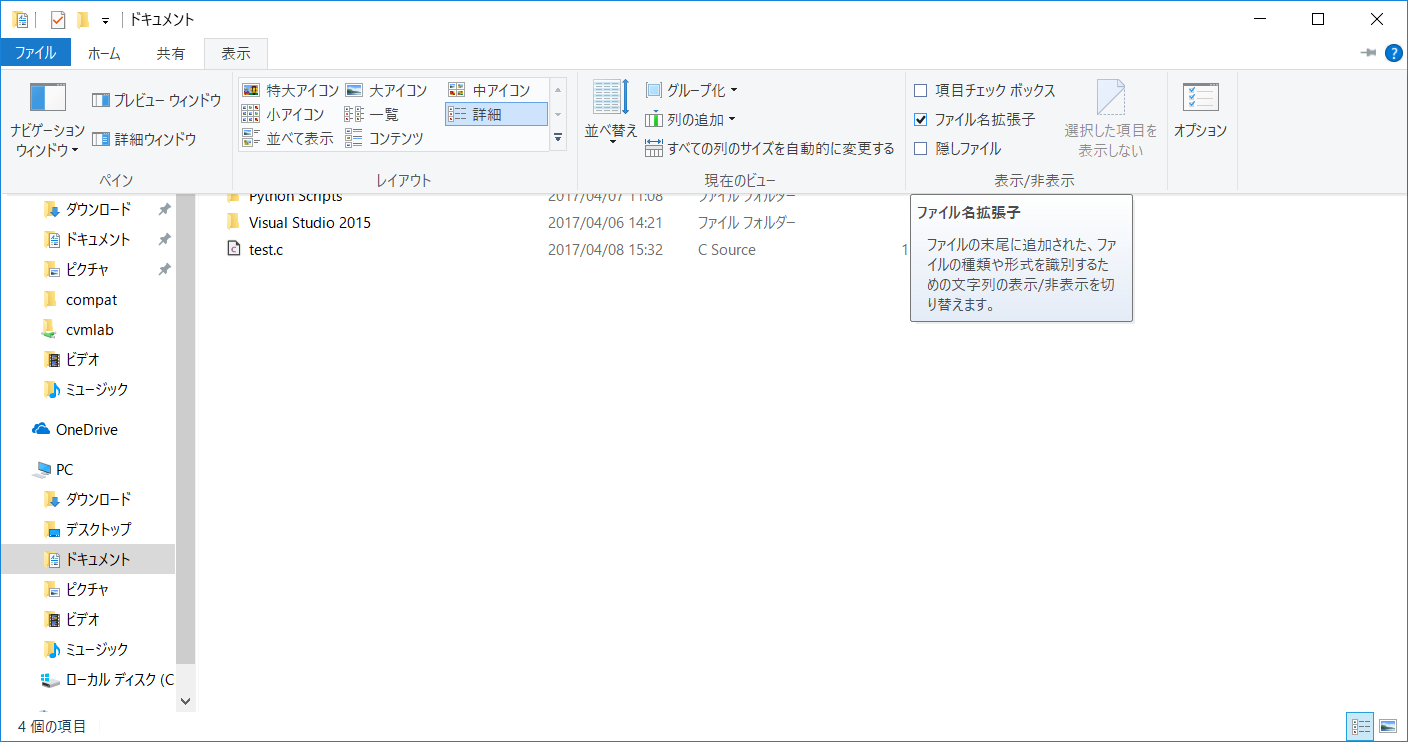 ドキュメント
ファイル ホーム 共有 表示
ナビゲーション
ウィンドウ
プレビュー ウィンドウ
詳細ウィンドウ
ペイン
特大アイコン 大アイコン 中アイコン
小アイコン 一覧 詳細
並べて表示 コンテンツ
レイアウト
並べ替え
グループ化
列の追加
すべての列のサイズを自動的に変更する
現在のビュー
項目チェック ボックス
ファイル名拡張子
隠しファイル
選択した項目を
表示しない
表示/非表示
オプション
ダウンロード
ドキュメント
ピクチャ
compat
cvmlab
ビデオ
ミュージック
OneDrive
PC
ダウンロード
デスクトップ
ドキュメント
ピクチャ
ビデオ
ミュージック
ローカル ディスク (C
Python Scripts 2017/04/07 11:08 ファイル フォルダー
Visual Studio 2015 2017/04/06 14:21 ファイル フォルダー
test.c 2017/04/08 15:32 C Source 1
ファイル名拡張子
ファイルの末尾に追加された、ファ
イルの種類や形式を識別するた
めの文字列の表示/非表示を切
り替えます。
4 個の項目